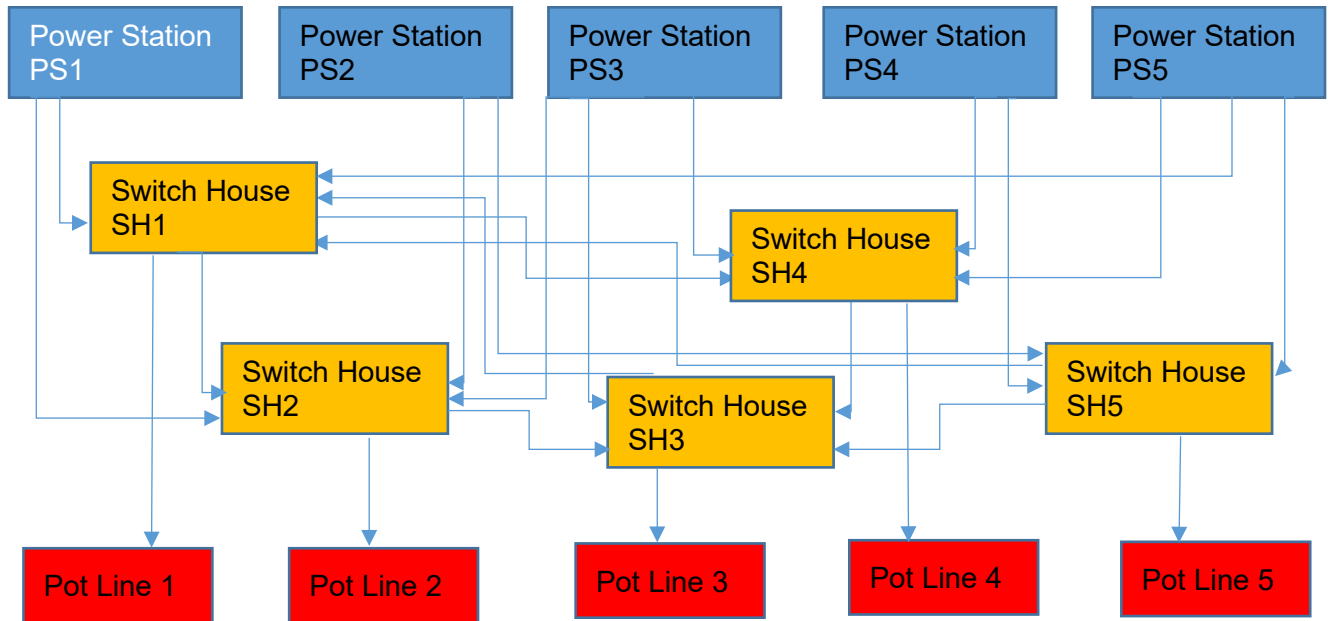 Power Station
PS1
Power Station
PS2
Power Station
PS3
Power Station
PS4
Power Station
PS5
Switch House
SH1
Switch House
SH4
Switch House
SH2
Switch House
SH3
Switch House
SH5
Pot Line 1
Pot Line 2
Pot Line 3
Pot Line 4
Pot Line 5